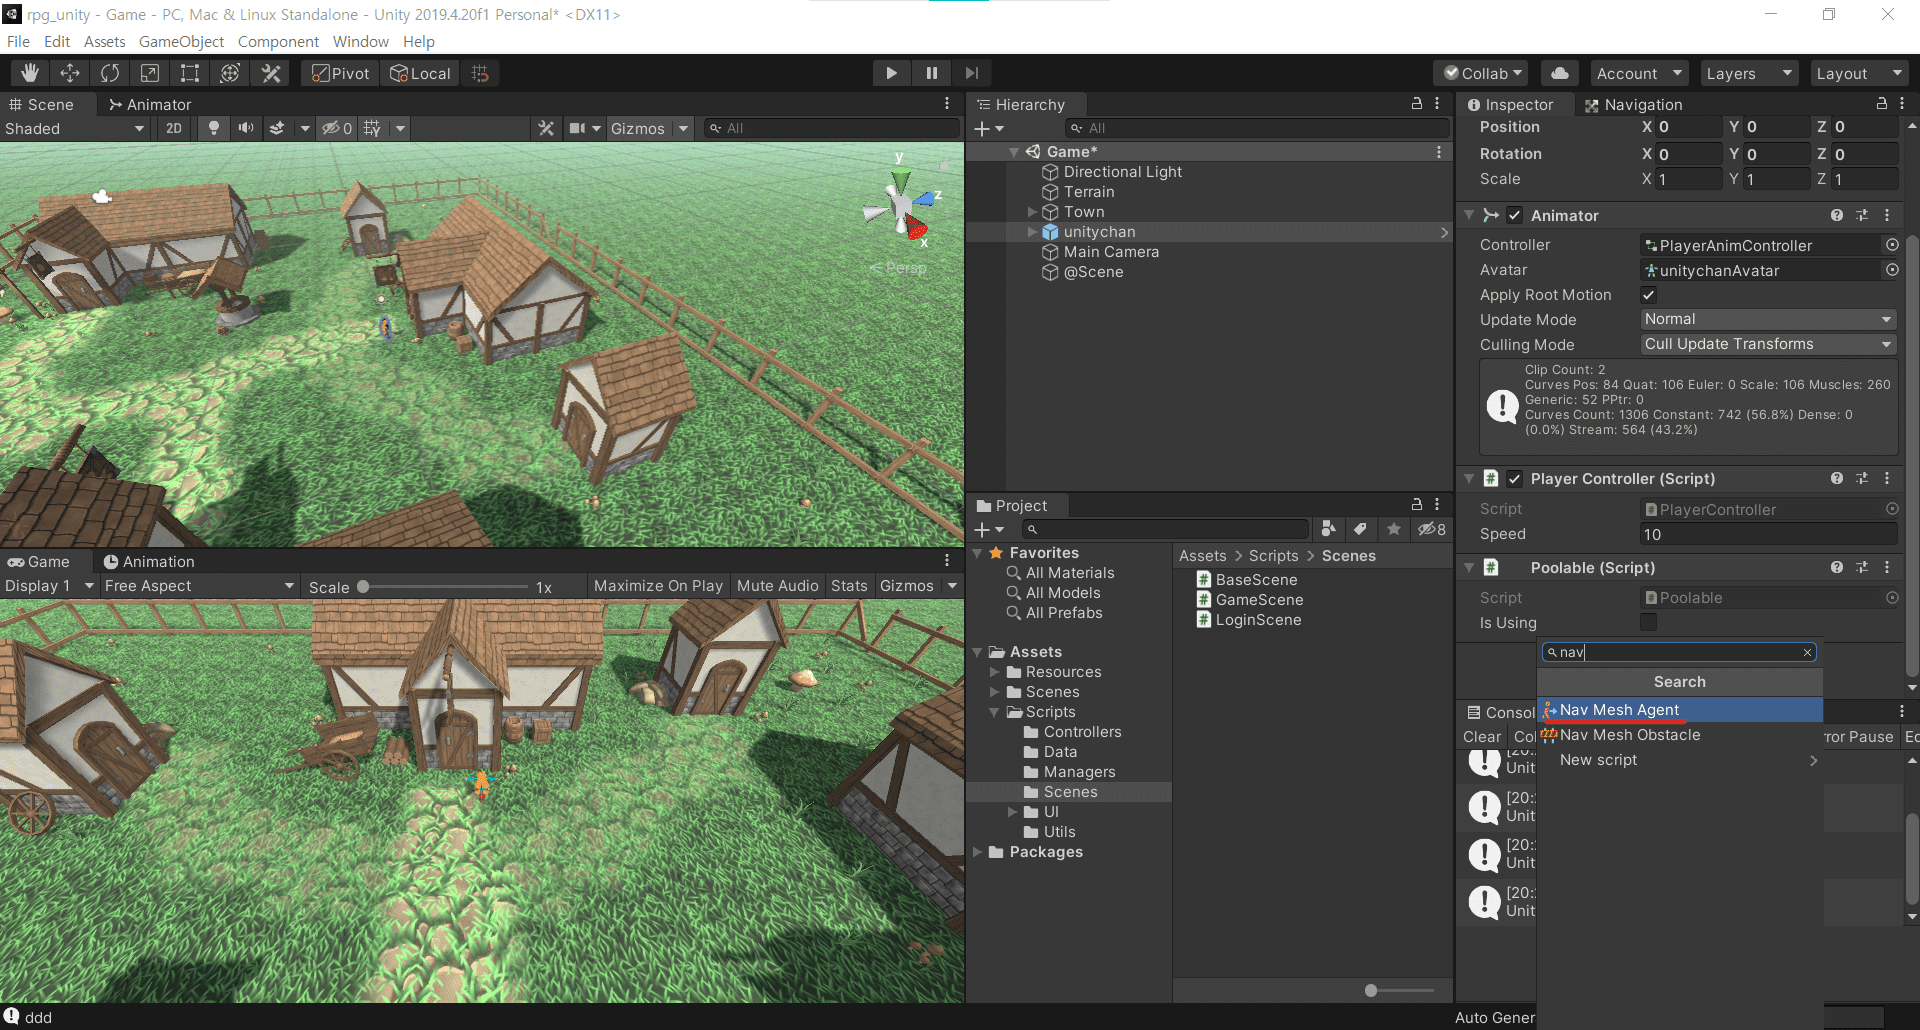 rpg_unity - Game - PC, Mac & Linux Standalone - Unity 2019.4.20f1 Personal* <DX11>
File Edit Assets GameObject Component Window Help
Pivot Local Collab Account Layers Layout
Scene Animator
Shaded 2D 0 Gizmos All
y
z
x
Persp
Game Animation
Display 1 Free Aspect Scale 1x Maximize On Play Mute Audio Stats Gizmos
Hierarchy
All
Game*
Directional Light
Terrain
Town
unitychan
Main Camera
@Scene
Project
8
Favorites
All Materials
All Models
All Prefabs
Assets
Resources
Scenes
Scripts
Controllers
Data
Managers
Scenes
UI
Utils
Packages
Assets > Scripts > Scenes
BaseScene
GameScene
LoginScene
Inspector Navigation
Position X 0 Y 0 Z 0
Rotation X 0 Y 0 Z 0
Scale X 1 Y 1 Z 1
Animator
Controller PlayerAnimController
Avatar unitychanAvatar
Apply Root Motion
Update Mode Normal
Culling Mode Cull Update Transforms
Clip Count: 2
Curves Pos: 84 Quat: 106 Euler: 0 Scale: 106 Muscles: 260
Generic: 52 PPtr: 0
Curves Count: 1306 Constant: 742 (56.8%) Dense: 0
(0.0%) Stream: 564 (43.2%)
Player Controller (Script)
Script PlayerController
Speed 10
Poolable (Script)
Script Poolable
Is Using
nav
Search
Nav Mesh Agent
Nav Mesh Obstacle
New script
Consol
Clear Col ror Pause Ed
[20:
Unit
[20:
Unit
[20:
Unit
[20:
Unit
ddd
Auto Gener